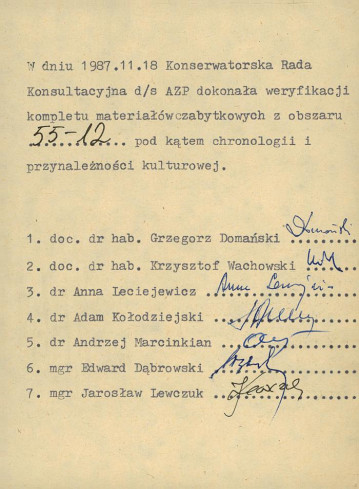 W dniu 1987.11.18 Konserwatorska Rada
Konsultacyjna d/s AZP dokonała weryfikacji
kompletu materiałówczabytkowych z obszaru
55-12 pod kątem chronologii i
przynależności kulturowej.
1. doc. dr hab. Grzegorz Domański Domański
2. doc. dr hab. Krzysztof Wachowski
3. dr Anna Leciejewicz Anna
4. dr Adam Kołodziejski
5. dr Andrzej Marcinkian
6. mgr Edward Dąbrowski
7. mgr Jarosław Lewczuk